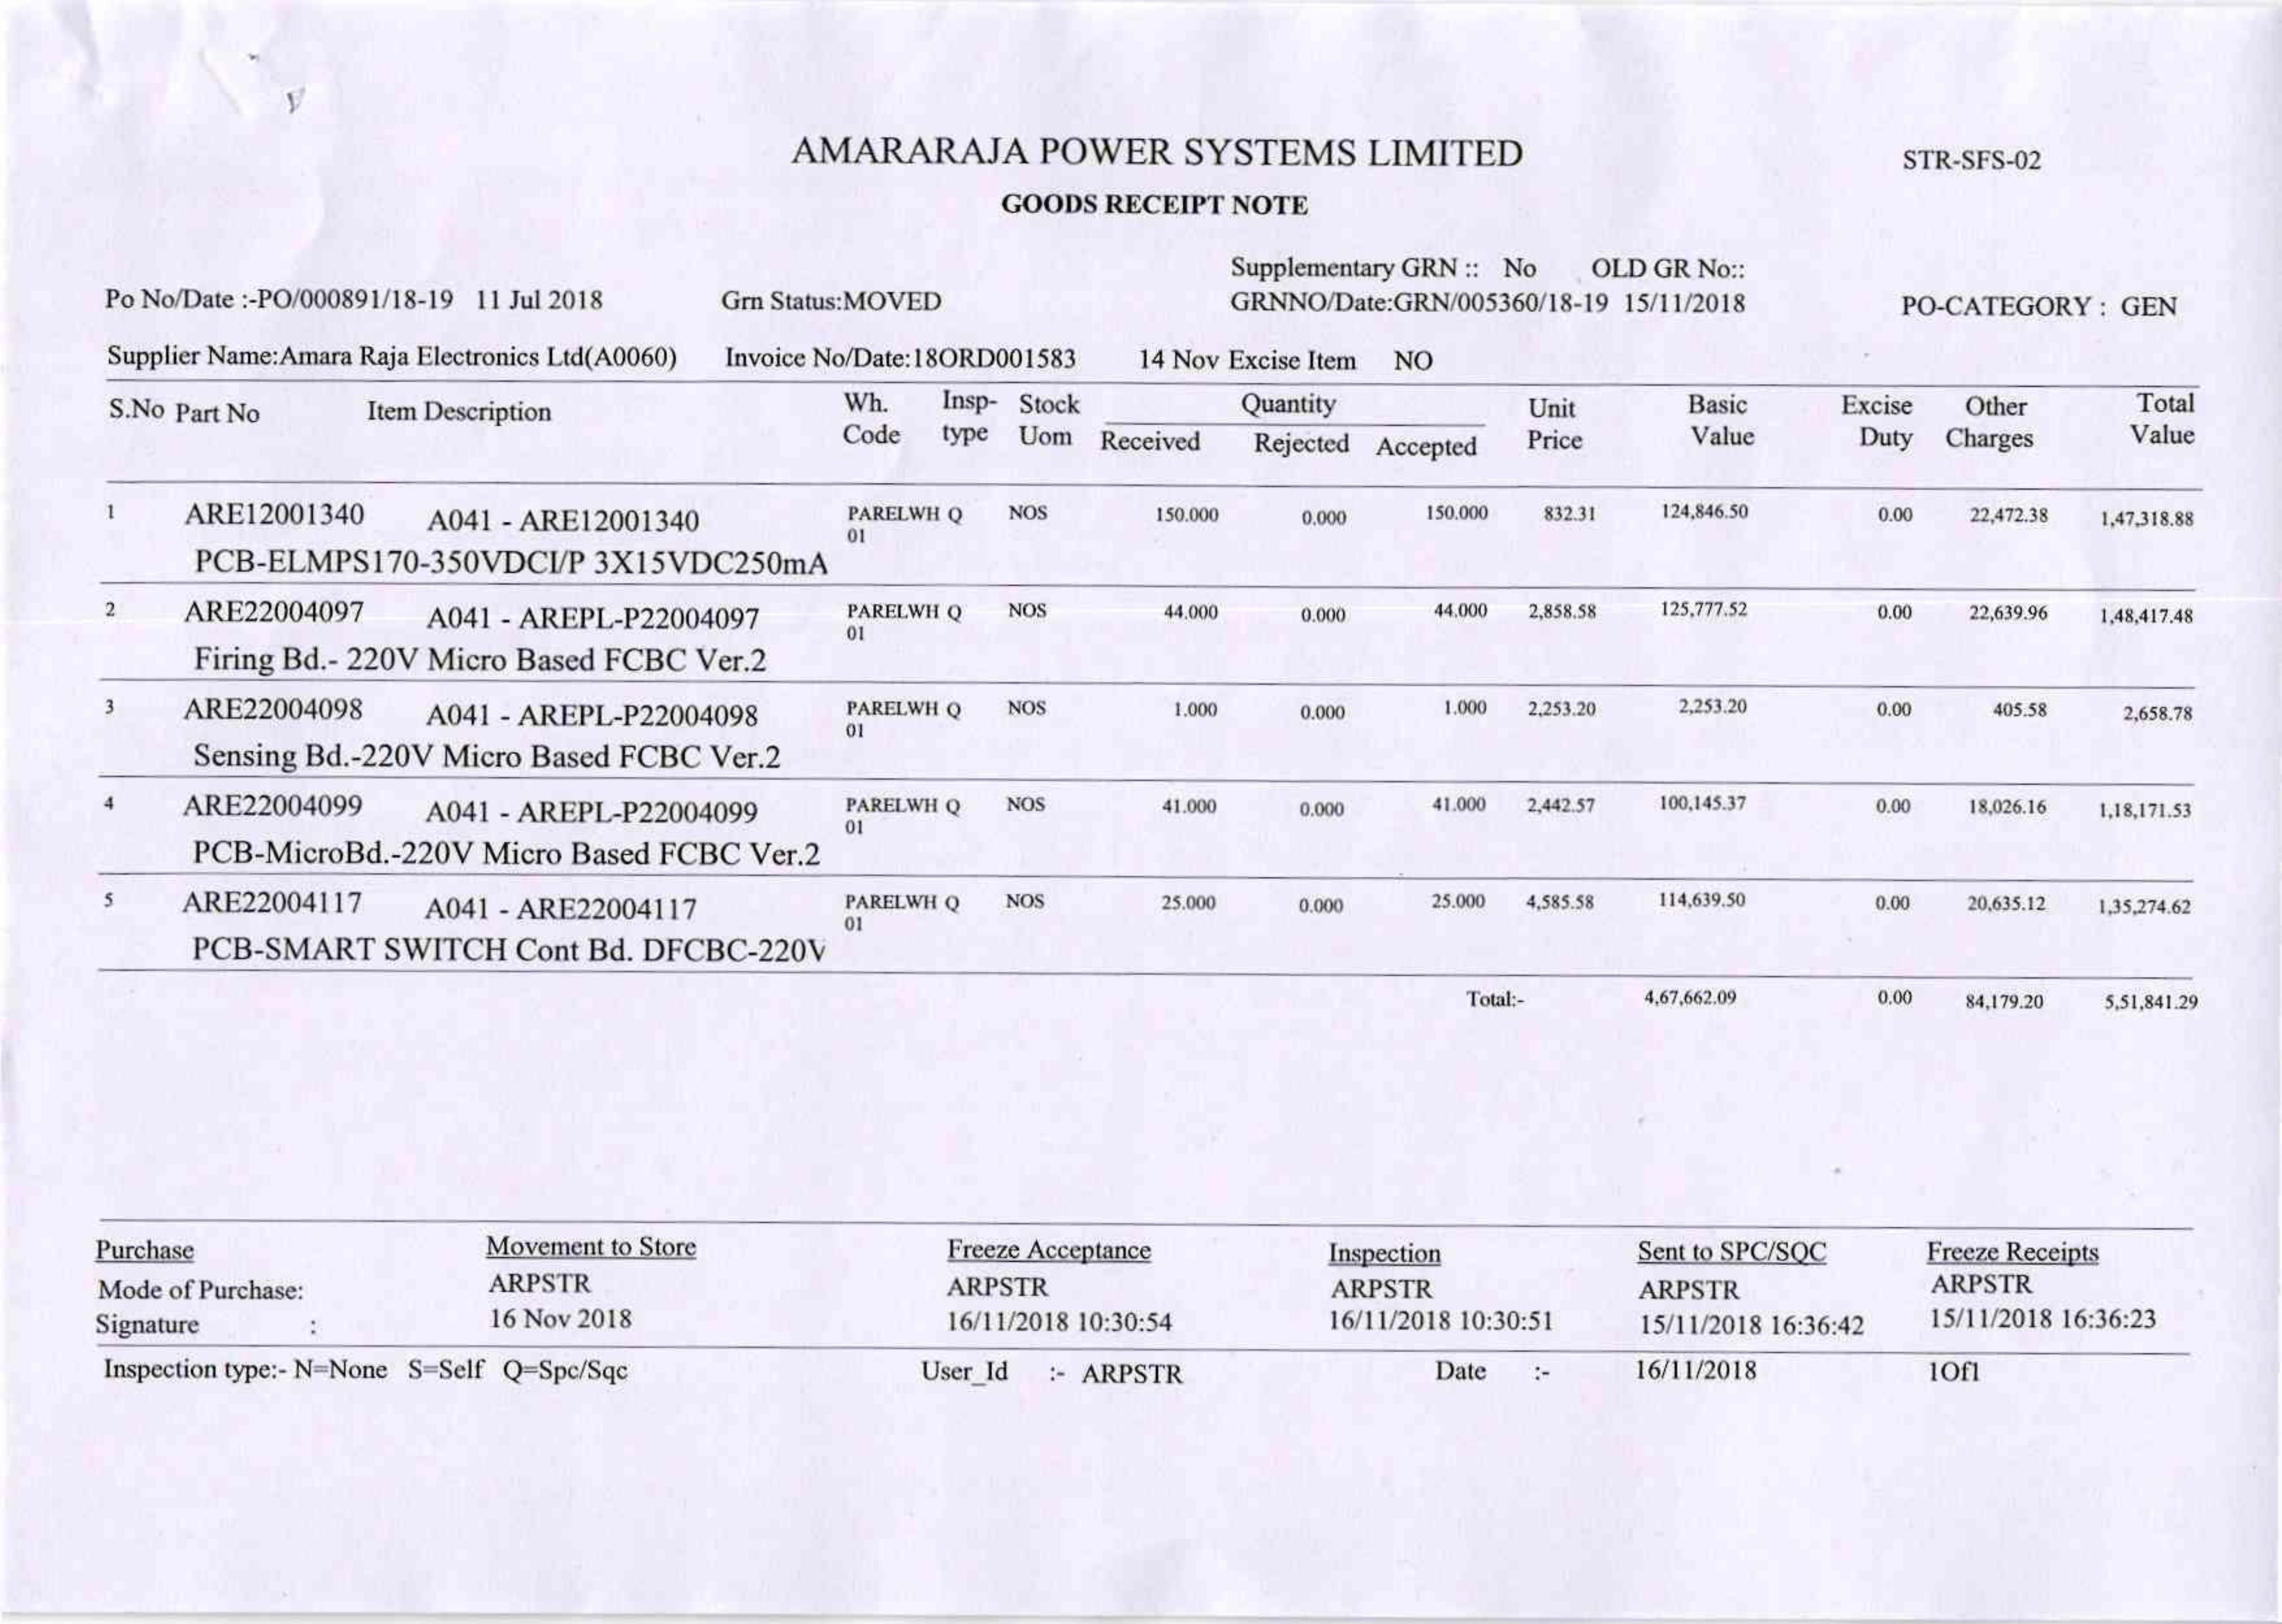 AMARARAJA POWER SYSTEMS LIMITED STR-SFS-02
GOODS RECEIPT NOTE
Supplementary GRN :: No OLD GR No::
Po No/Date :-PO/000891/18-19 11 Jul 2018 Grn Status:MOVED GRNNO/Date:GRN/005360/18-19 15/11/2018 PO-CATEGORY : GEN
Supplier Name:Amara Raja Electronics Ltd(A0060) Invoice No/Date:18ORD001583 14 Nov Excise Item NO
S.No Part No Item Description Wh. Insp- Stock Quantity Unit Basic Excise Other Total
Code type Uom Received Rejected Accepted Price Value Duty Charges Value
1 ARE12001340 A041 - ARE12001340 PARELWH Q NOS 150.000 0.000 150.000 832.31 124,846.50 0.00 22,472.38 1,47,318.88
01
PCB-ELMPS170-350VDCI/P 3X15VDC250mA
2 ARE22004097 A041 - AREPL-P22004097 PARELWH Q NOS 44.000 0.000 44.000 2,858.58 125,777.52 0.00 22,639.96 1,48,417.48
01
Firing Bd.- 220V Micro Based FCBC Ver.2
3 ARE22004098 A041 - AREPL-P22004098 PARELWH Q NOS 1.000 0.000 1.000 2,253.20 2,253.20 0.00 405.58 2,658.78
01
Sensing Bd.-220V Micro Based FCBC Ver.2
4 ARE22004099 A041 - AREPL-P22004099 PARELWH Q NOS 41.000 0.000 41.000 2,442.57 100,145.37 0.00 18,026.16 1,18,171.53
01
PCB-MicroBd.-220V Micro Based FCBC Ver.2
5 ARE22004117 A041 - ARE22004117 PARELWH Q NOS 25.000 0.000 25.000 4,585.58 114,639.50 0.00 20,635.12 1,35,274.62
01
PCB-SMART SWITCH Cont Bd. DFCBC-220V
Total:- 4,67,662.09 0.00 84,179.20 5,51,841.29
Purchase Movement to Store Freeze Acceptance Inspection Sent to SPC/SQC Freeze Receipts
Mode of Purchase: ARPSTR ARPSTR ARPSTR ARPSTR ARPSTR
Signature : 16 Nov 2018 16/11/2018 10:30:54 16/11/2018 10:30:51 15/11/2018 16:36:42 15/11/2018 16:36:23
Inspection type:- N=None S=Self Q=Spc/Sqc User_Id :- ARPSTR Date :- 16/11/2018 1Of1